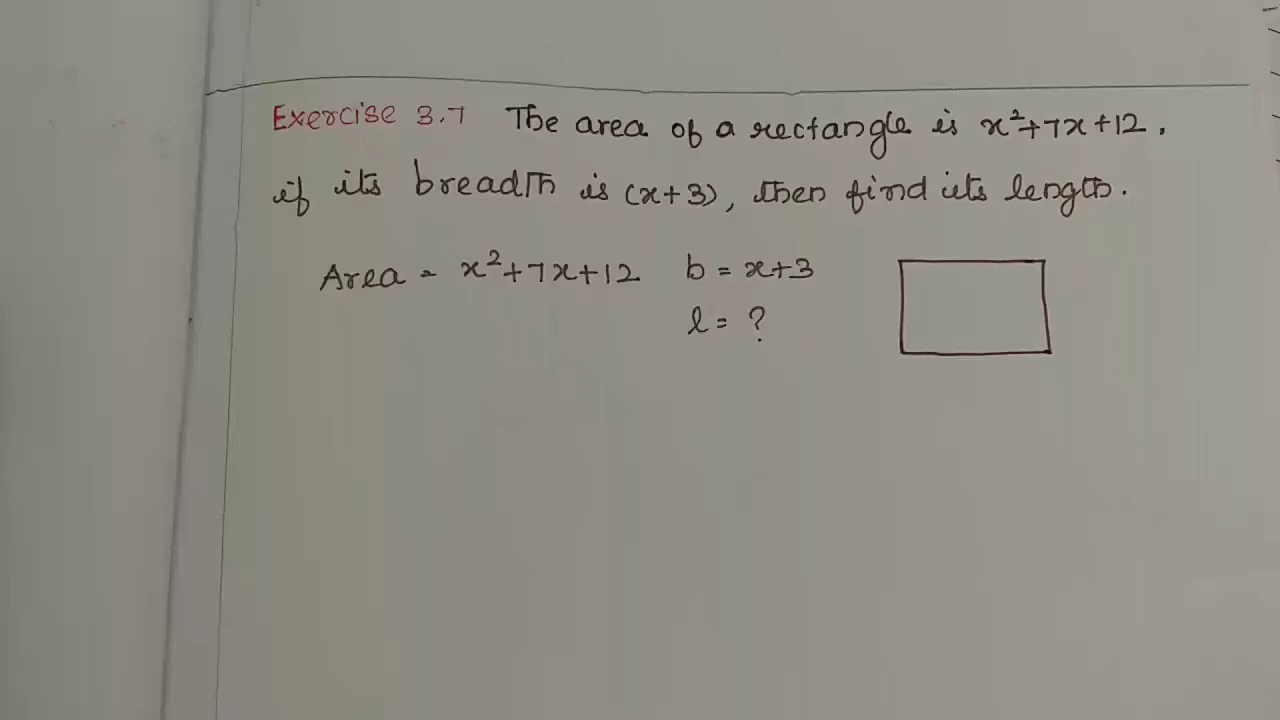 Exercise 3.7 The area of a rectangle is x²+7x+12.
if its breadth is (x+3), then find its length.
Area = x²+7x+12 b = x+3
l = ?